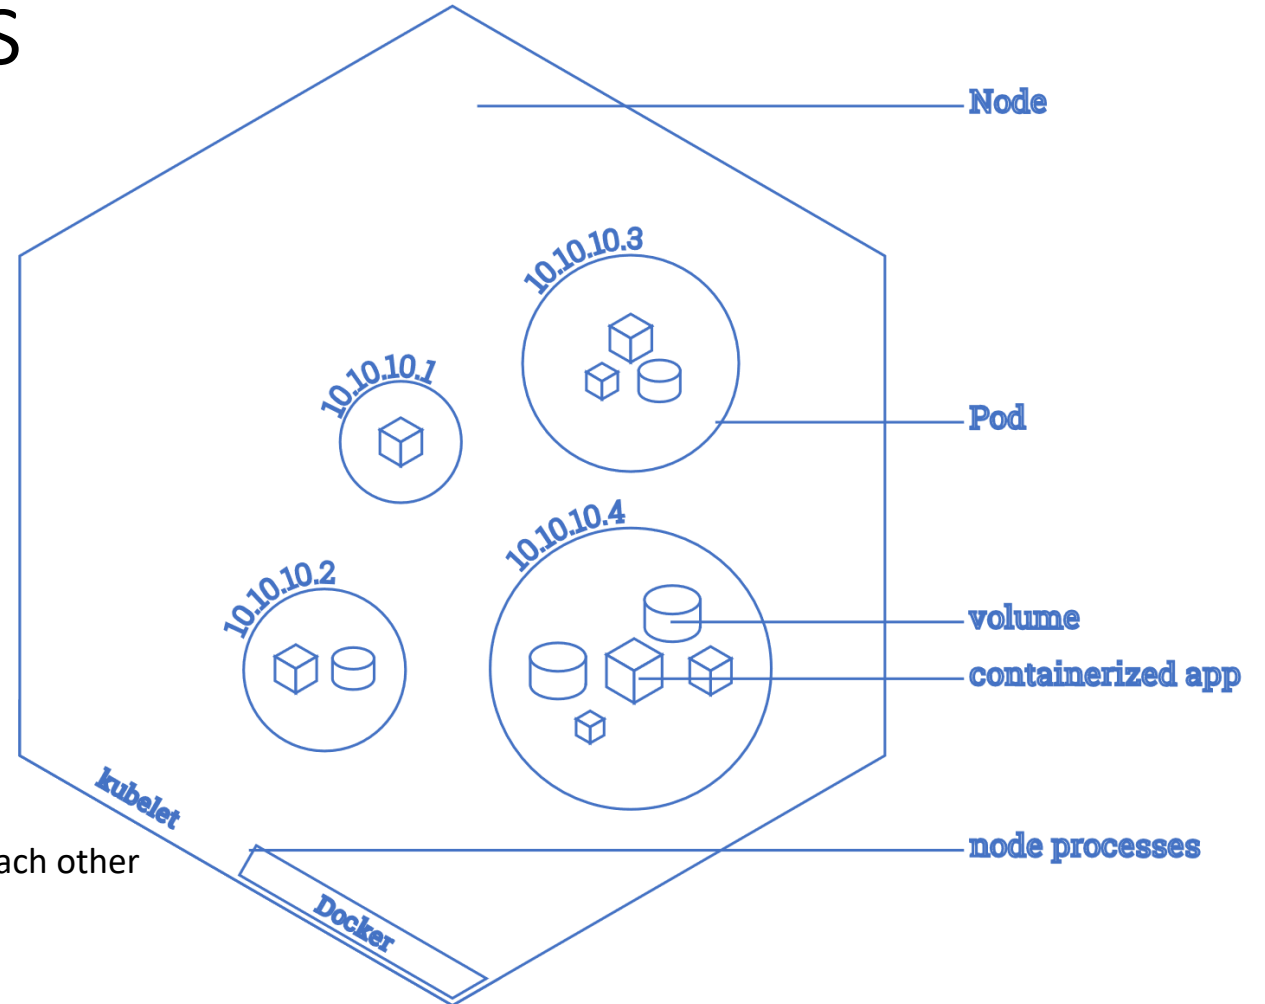 S
Node
10.10.10.3
10.10.10.1
Pod
10.10.10.4
10.10.10.2
volume
containerized app
kubelet
node processes
ach other
Docker